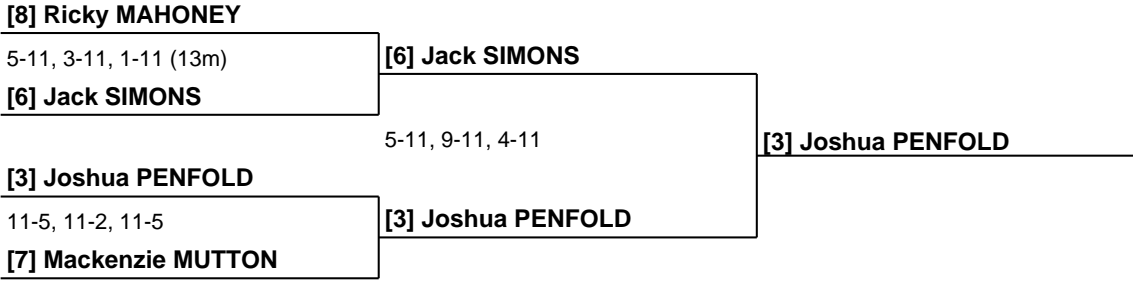 [8] Ricky MAHONEY
5-11, 3-11, 1-11 (13m)
[6] Jack SIMONS
[6] Jack SIMONS
5-11, 9-11, 4-11
[3] Joshua PENFOLD
[3] Joshua PENFOLD
11-5, 11-2, 11-5
[3] Joshua PENFOLD
[7] Mackenzie MUTTON